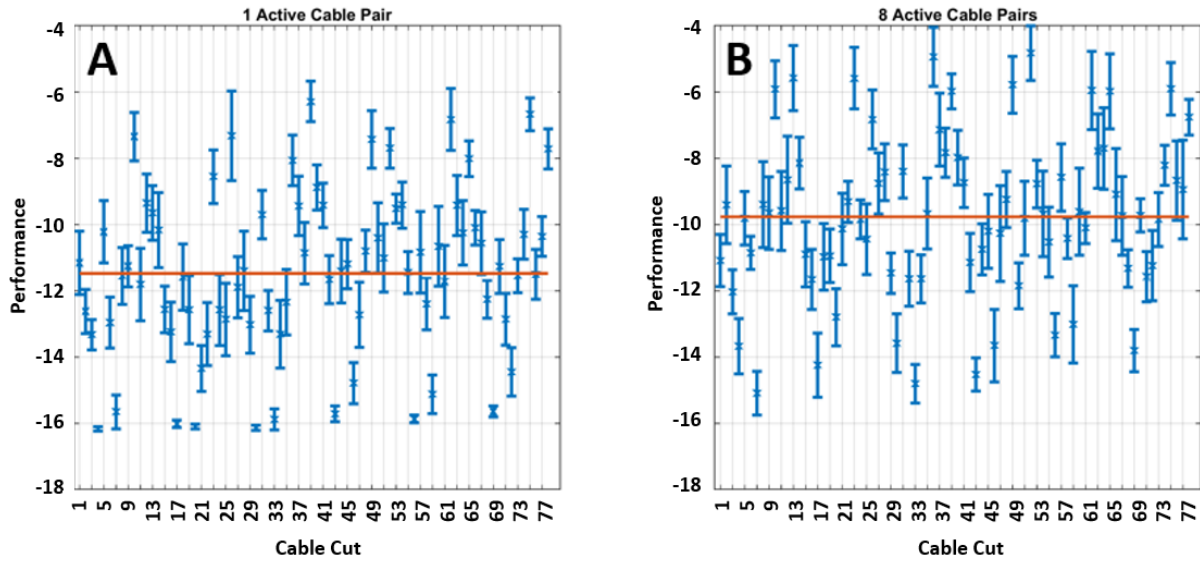 1 Active Cable Pair
A
Performance
-4
-6
-8
-10
-12
-14
-16
-18
1 5 9 13 17 21 25 29 33 37 41 45 49 53 57 61 65 69 73 77
Cable Cut
8 Active Cable Pairs
B
Performance
-4
-6
-8
-10
-12
-14
-16
-18
1 5 9 13 17 21 25 29 33 37 41 45 49 53 57 61 65 69 73 77
Cable Cut